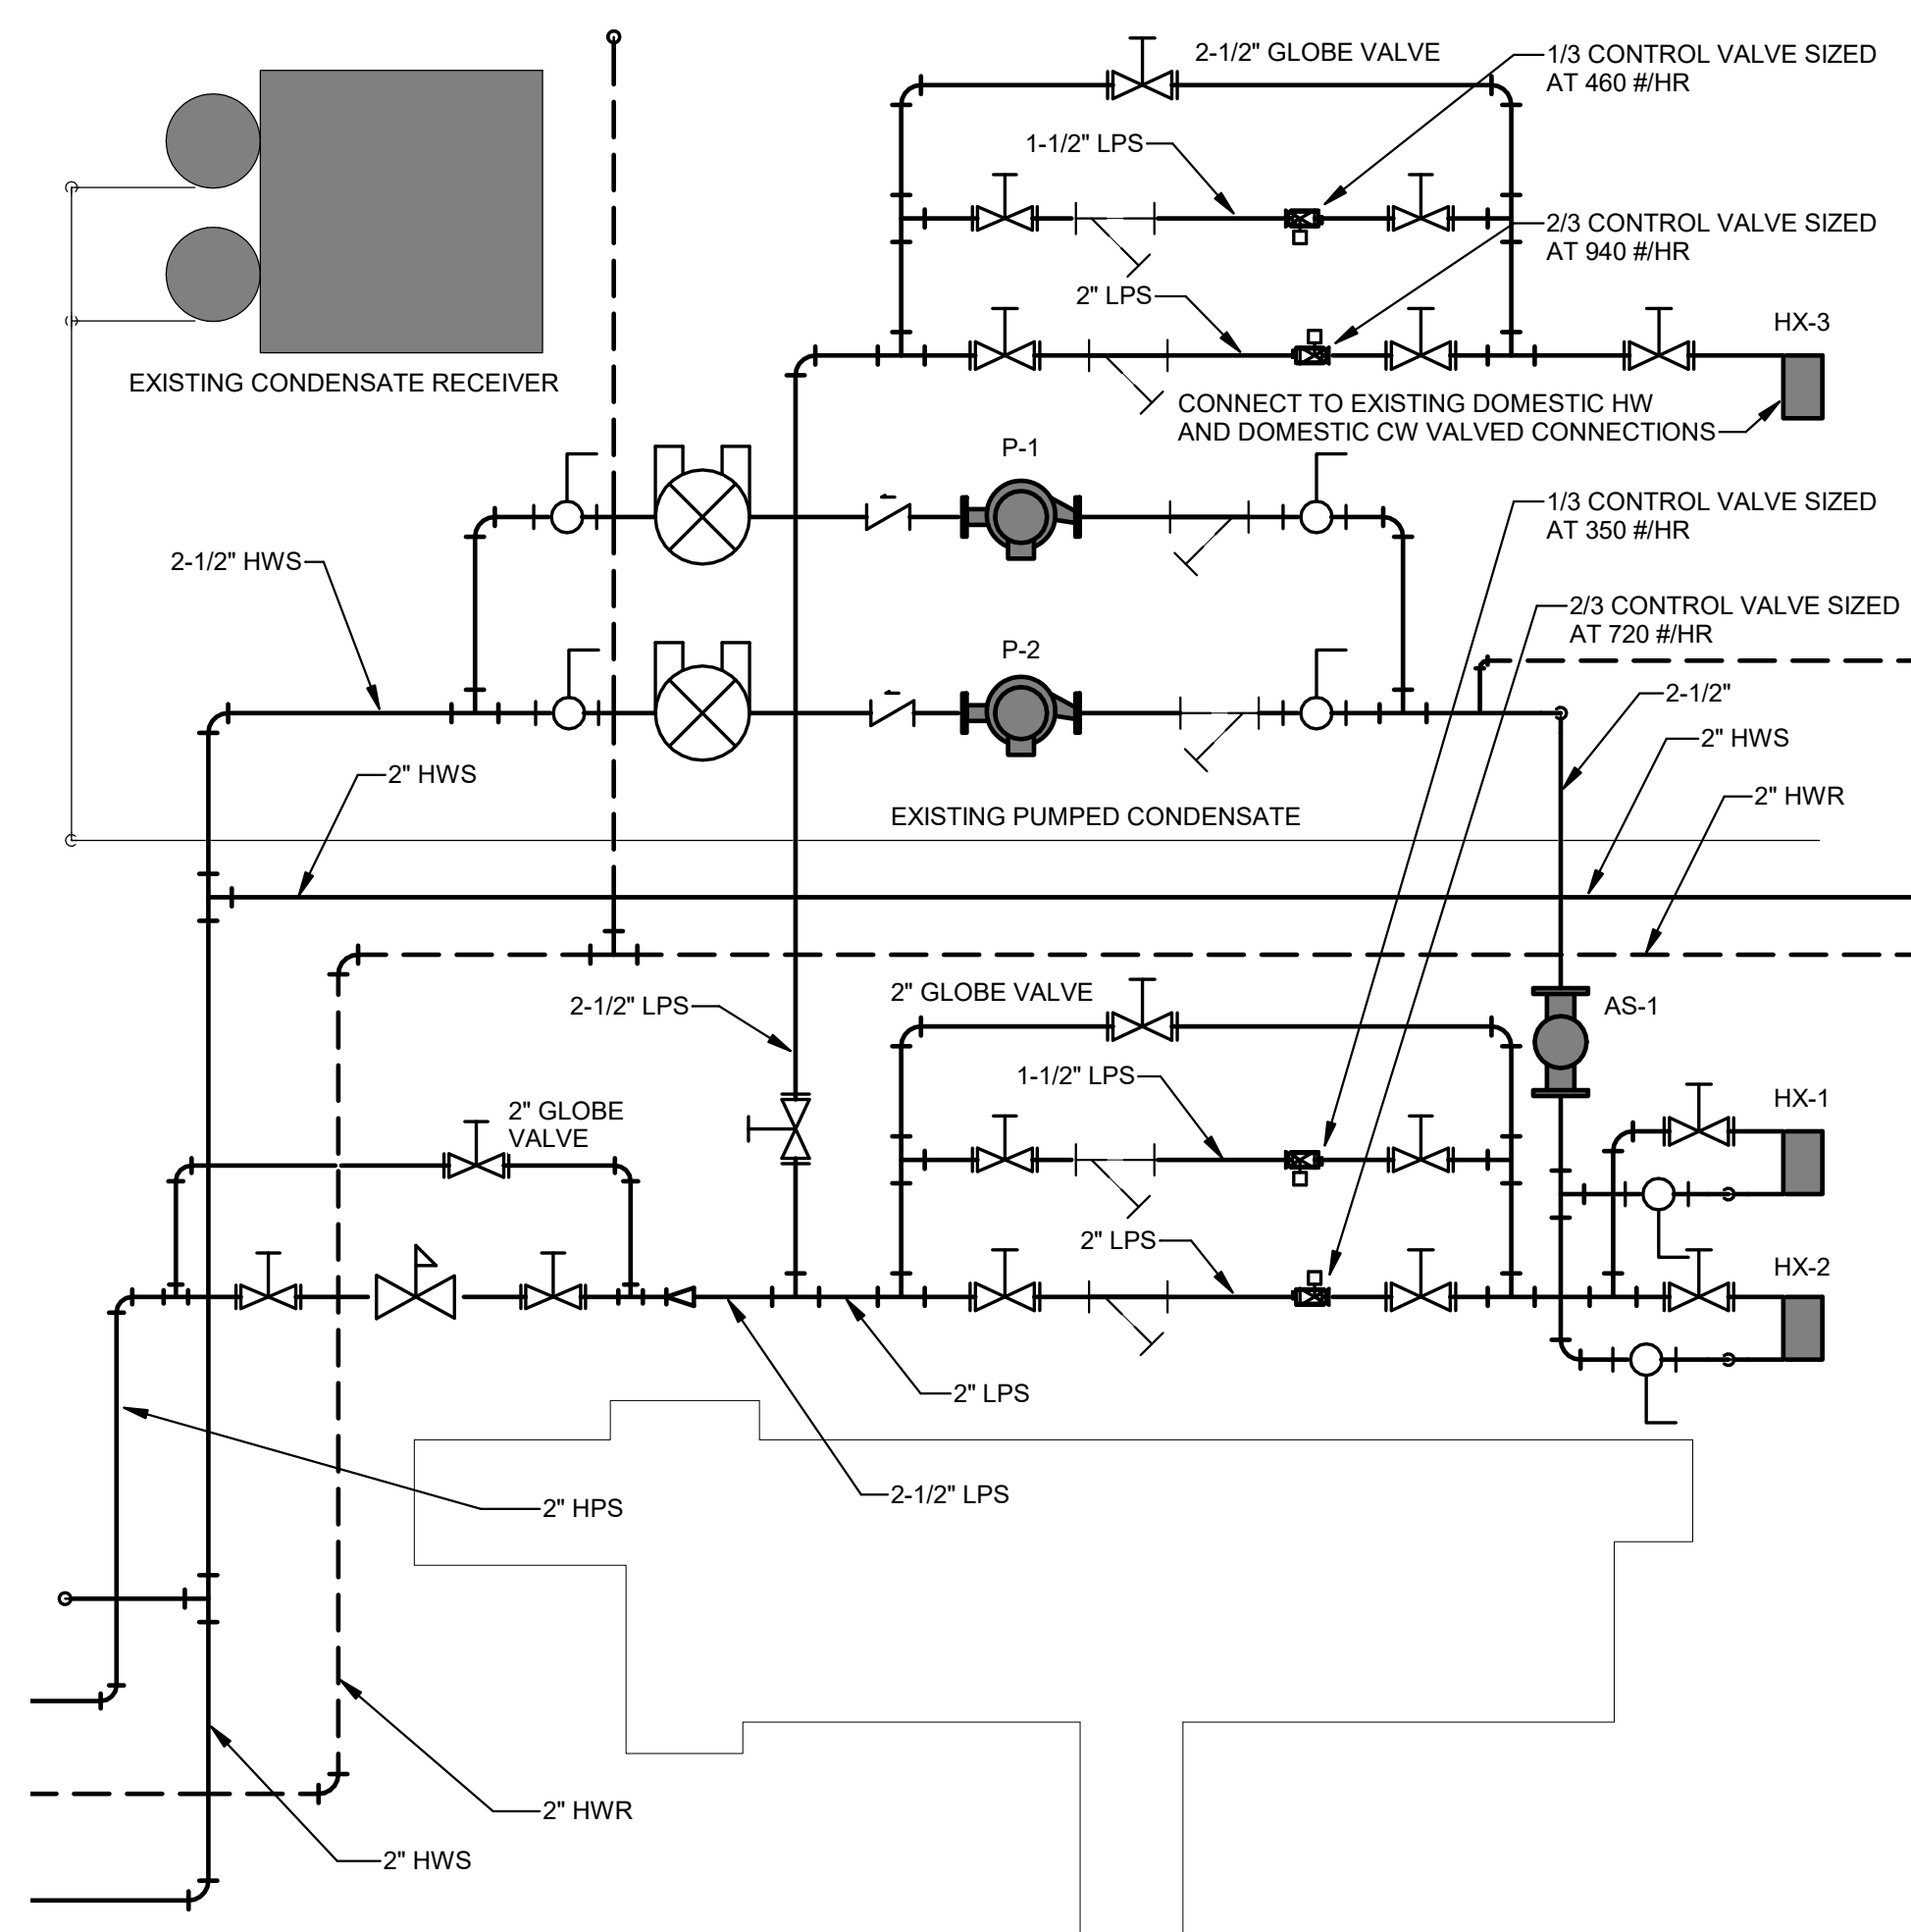 2-1/2" GLOBE VALVE
1/3 CONTROL VALVE SIZED
AT 460 #/HR
1-1/2" LPS
2/3 CONTROL VALVE SIZED
AT 940 #/HR
2" LPS
HX-3
EXISTING CONDENSATE RECEIVER
CONNECT TO EXISTING DOMESTIC HW
AND DOMESTIC CW VALVED CONNECTIONS
P-1
1/3 CONTROL VALVE SIZED
AT 350 #/HR
2-1/2" HWS
2/3 CONTROL VALVE SIZED
AT 720 #/HR
P-2
2-1/2"
2" HWS
2" HWS
2" HWR
EXISTING PUMPED CONDENSATE
2-1/2" LPS
2" GLOBE VALVE
AS-1
1-1/2" LPS
HX-1
2" GLOBE
VALVE
2" LPS
HX-2
2" LPS
2-1/2" LPS
2" HPS
2" HWR
2" HWS